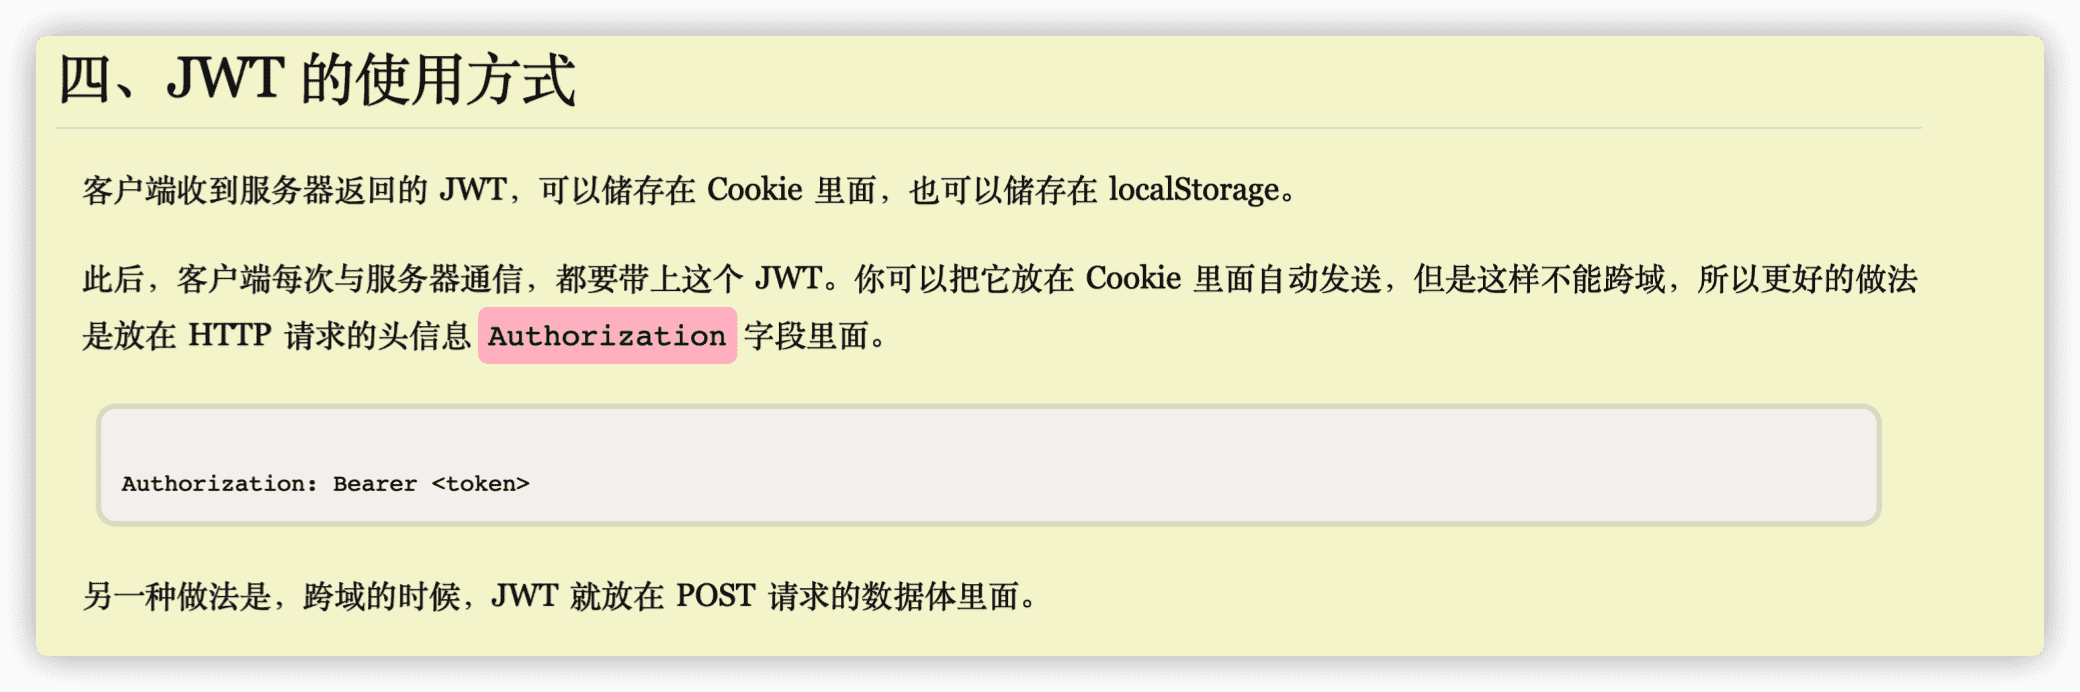 四、JWT 的使用方式
客户端收到服务器返回的 JWT，可以储存在 Cookie 里面，也可以储存在 localStorage。
此后，客户端每次与服务器通信，都要带上这个 JWT。你可以把它放在 Cookie 里面自动发送，但是这样不能跨域，所以更好的做法
是放在 HTTP 请求的头信息 Authorization 字段里面。
Authorization: Bearer <token>
另一种做法是，跨域的时候，JWT 就放在 POST 请求的数据体里面。